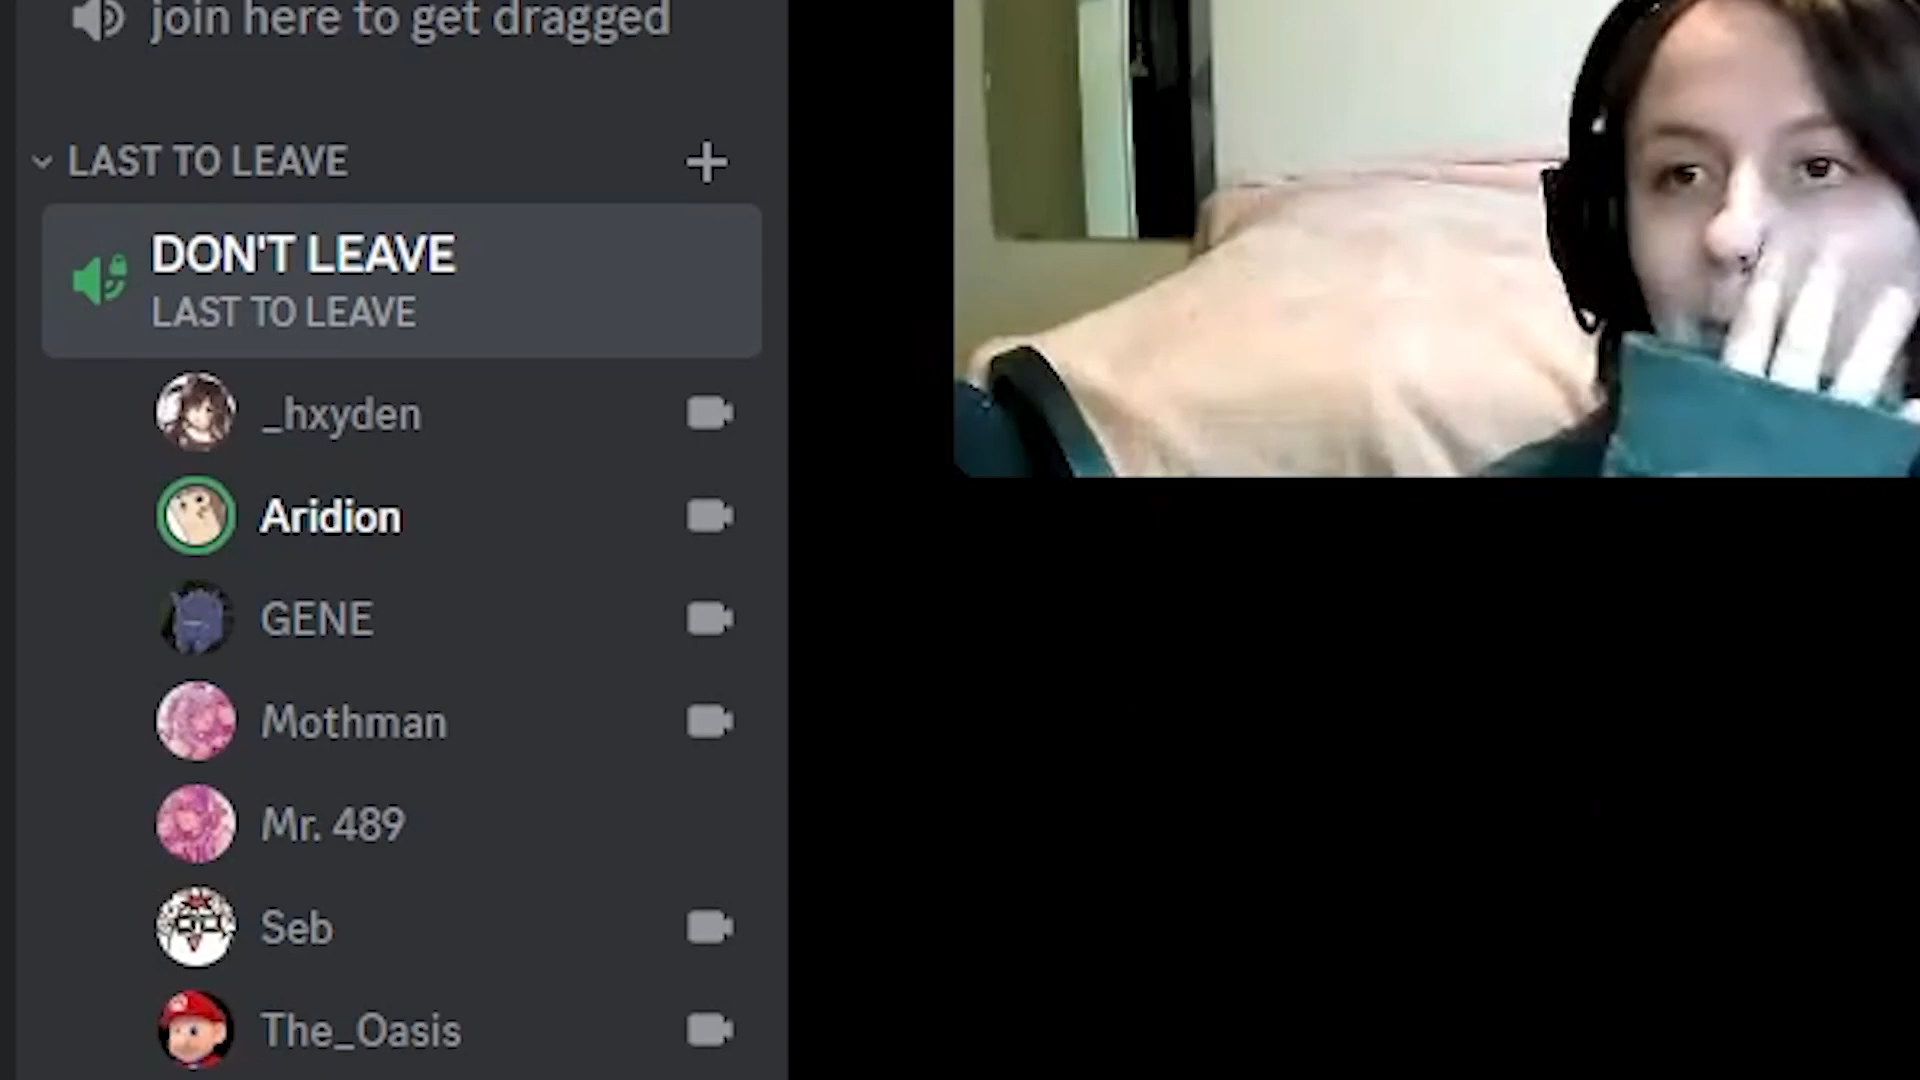 join here to get dragged
LAST TO LEAVE
DON'T LEAVE
LAST TO LEAVE
_hxyden
Aridion
GENE
Mothman
Mr. 489
Seb
The_Oasis